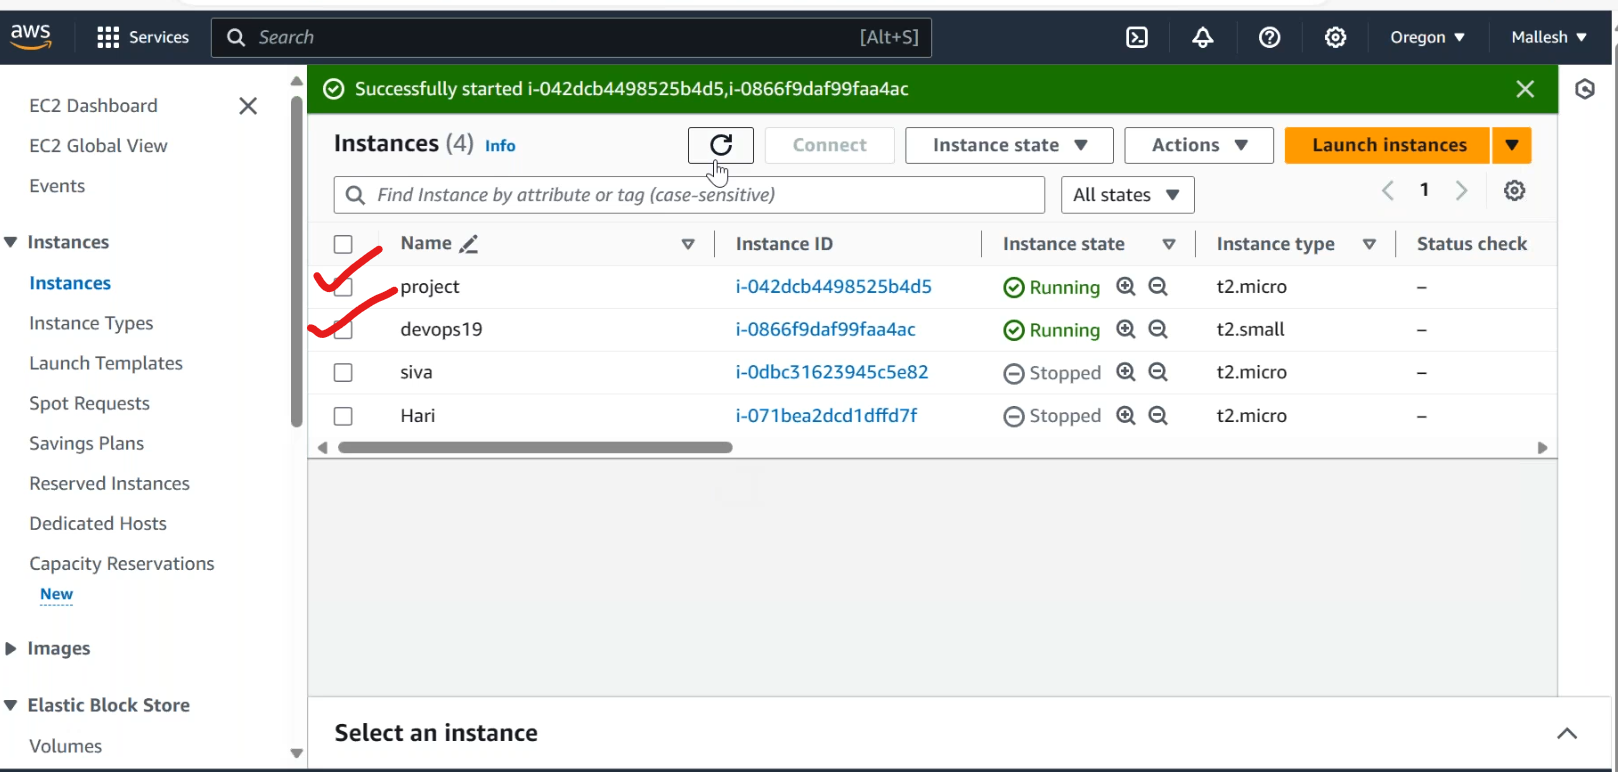 aws Services Search [Alt+S] Oregon Mallesh
EC2 Dashboard
EC2 Global View
Events
Instances
Instances
Instance Types
Launch Templates
Spot Requests
Savings Plans
Reserved Instances
Dedicated Hosts
Capacity Reservations
New
Images
Elastic Block Store
Volumes
Successfully started i-042dcb4498525b4d5,i-0866f9daf99faa4ac
Instances (4) Info Connect Instance state Actions Launch instances
Find Instance by attribute or tag (case-sensitive) All states 1
Name Instance ID Instance state Instance type Status check
project i-042dcb4498525b4d5 Running t2.micro –
devops19 i-0866f9daf99faa4ac Running t2.small –
siva i-0dbc31623945c5e82 Stopped t2.micro –
Hari i-071bea2dcd1dffd7f Stopped t2.micro –
Select an instance